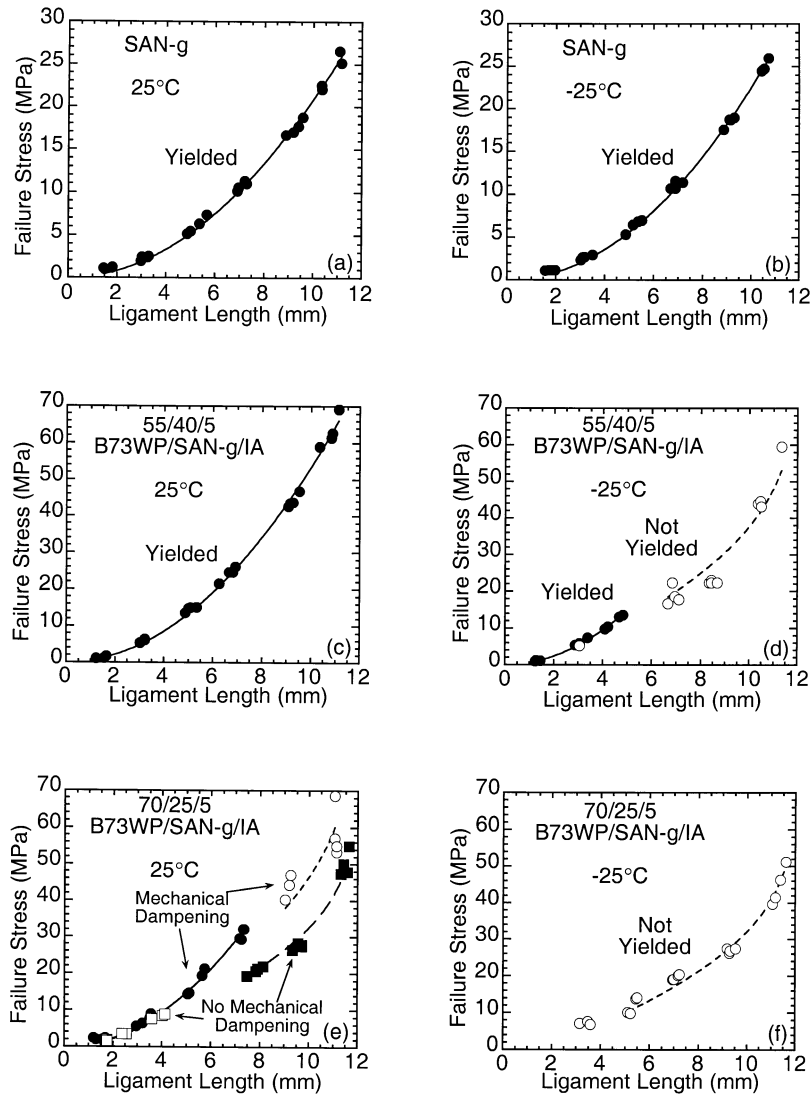 30
25
20
15
10
5
0
Failure Stress (MPa)
SAN-g
25°C
Yielded
(a)
0 2 4 6 8 10 12
Ligament Length (mm)
30
25
20
15
10
5
0
Failure Stress (MPa)
SAN-g
-25°C
Yielded
(b)
0 2 4 6 8 10 12
Ligament Length (mm)
70
60
50
40
30
20
10
0
Failure Stress (MPa)
55/40/5
B73WP/SAN-g/IA
25°C
Yielded
(c)
0 2 4 6 8 10 12
Ligament Length (mm)
70
60
50
40
30
20
10
0
Failure Stress (MPa)
55/40/5
B73WP/SAN-g/IA
-25°C
Not
Yielded
Yielded
(d)
0 2 4 6 8 10 12
Ligament Length (mm)
70
60
50
40
30
20
10
0
Failure Stress (MPa)
70/25/5
B73WP/SAN-g/IA
25°C
Mechanical
Dampening
No Mechanical
Dampening
(e)
0 2 4 6 8 10 12
Ligament Length (mm)
70
60
50
40
30
20
10
0
Failure Stress (MPa)
70/25/5
B73WP/SAN-g/IA
-25°C
Not
Yielded
(f)
0 2 4 6 8 10 12
Ligament Length (mm)